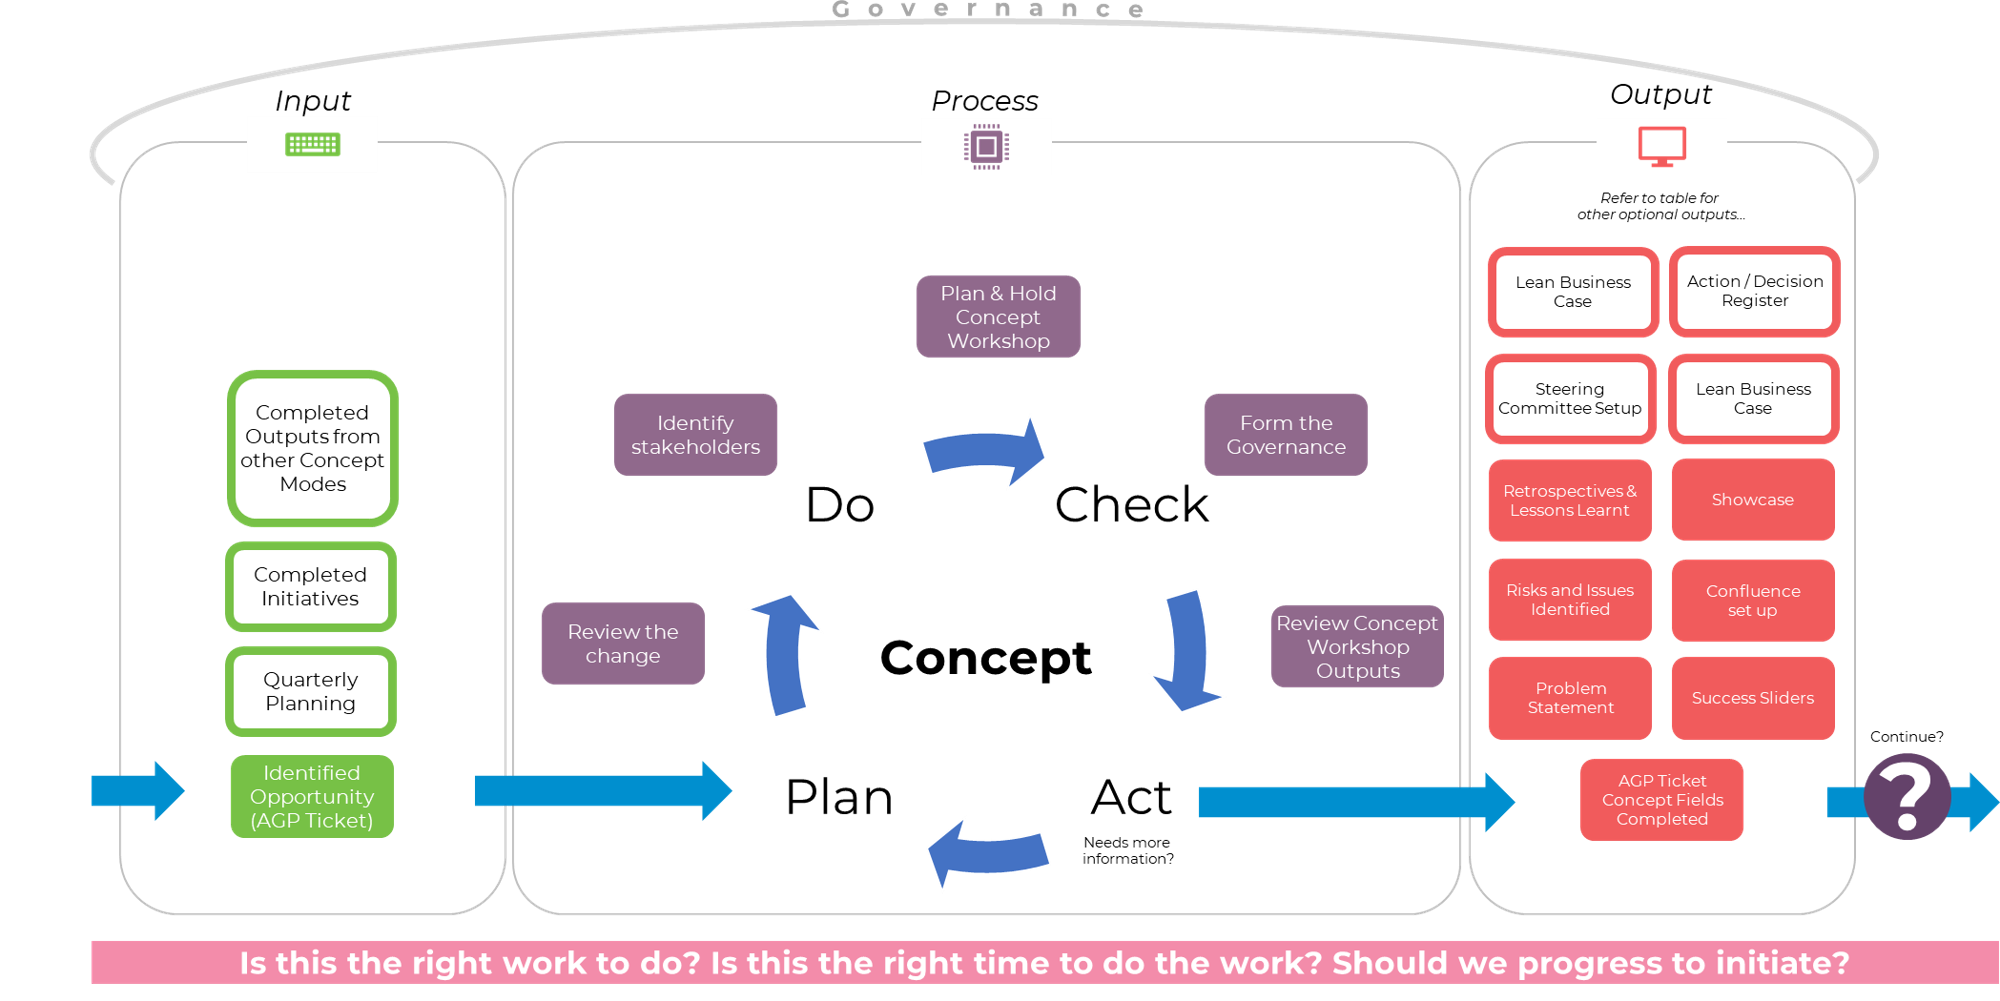 Governance
Input
Process
Output
Completed
Outputs from
other Concept
Modes
Completed
Initiatives
Quarterly
Planning
Identified
Opportunity
(AGP Ticket)
Plan & Hold
Concept
Workshop
Identify
stakeholders
Form the
Governance
Do
Check
Review the
change
Concept
Review Concept
Workshop
Outputs
Plan
Act
Needs more
information?
Refer to table for
other optional outputs...
Lean Business
Case
Action / Decision
Register
Steering
Committee Setup
Lean Business
Case
Retrospectives &
Lessons Learnt
Showcase
Risks and Issues
Identified
Confluence
set up
Problem
Statement
Success Sliders
AGP Ticket
Concept Fields
Completed
Continue?
?
Is this the right work to do? Is this the right time to do the work? Should we progress to initiate?